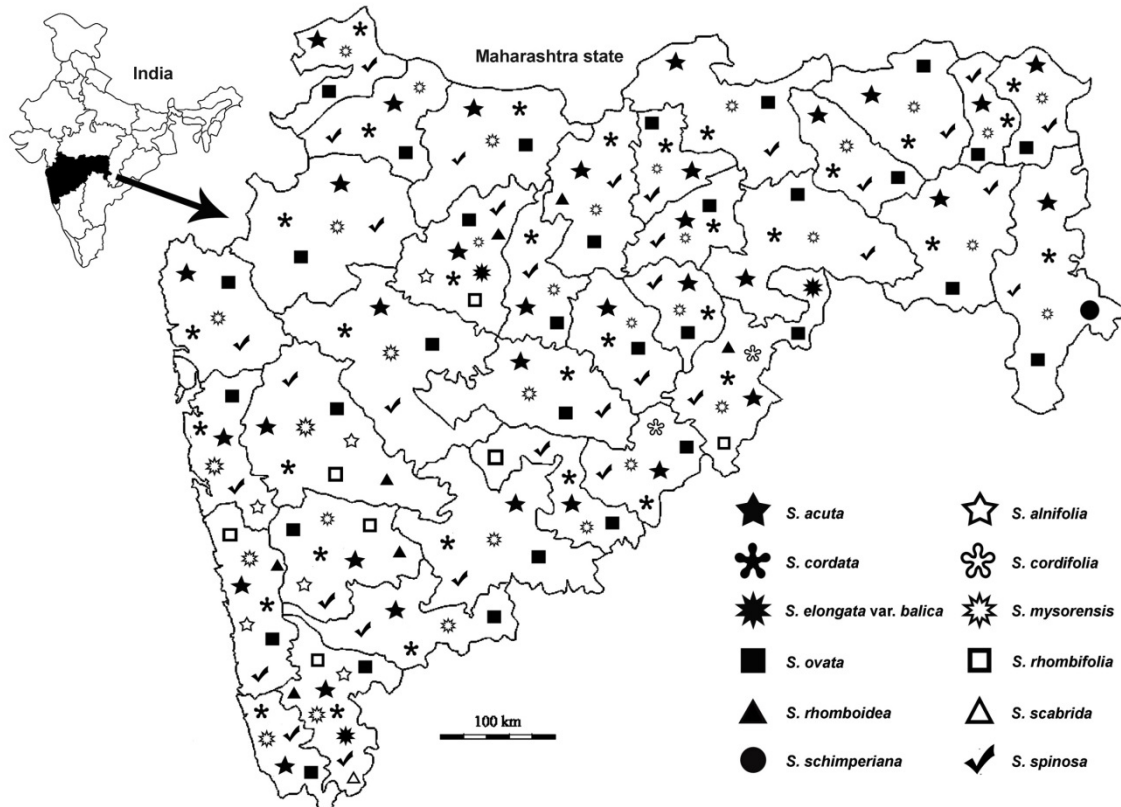 India
Maharashtra state
100 km
S. acuta
S. alnifolia
S. cordata
S. cordifolia
S. elongata var. balica
S. mysorensis
S. ovata
S. rhombifolia
S. rhomboidea
S. scabrida
S. schimperiana
S. spinosa